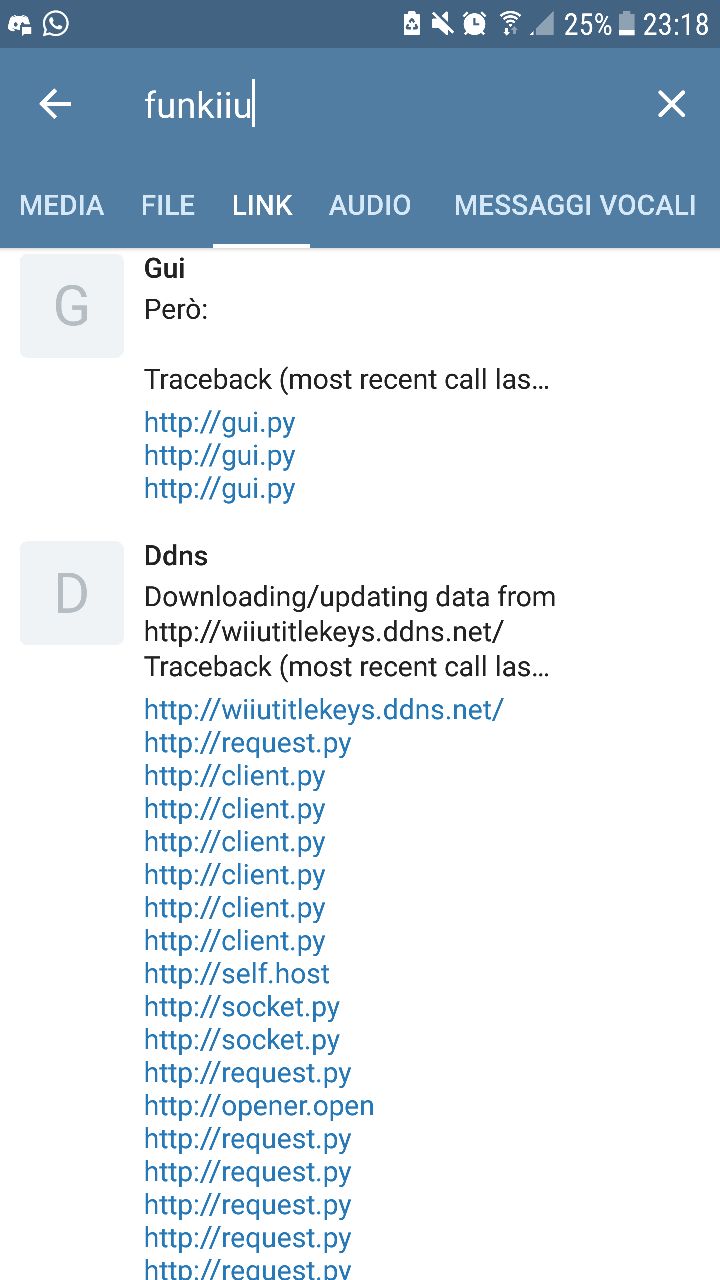 25% 23:18
funkiiu
MEDIA FILE LINK AUDIO MESSAGGI VOCALI
G
Gui
Però:
Traceback (most recent call las...
http://gui.py
http://gui.py
http://gui.py
D
Ddns
Downloading/updating data from
http://wiiutitlekeys.ddns.net/
Traceback (most recent call las...
http://wiiutitlekeys.ddns.net/
http://request.py
http://client.py
http://client.py
http://client.py
http://client.py
http://client.py
http://client.py
http://self.host
http://socket.py
http://socket.py
http://request.py
http://opener.open
http://request.py
http://request.py
http://request.py
http://request.py
http://request.py